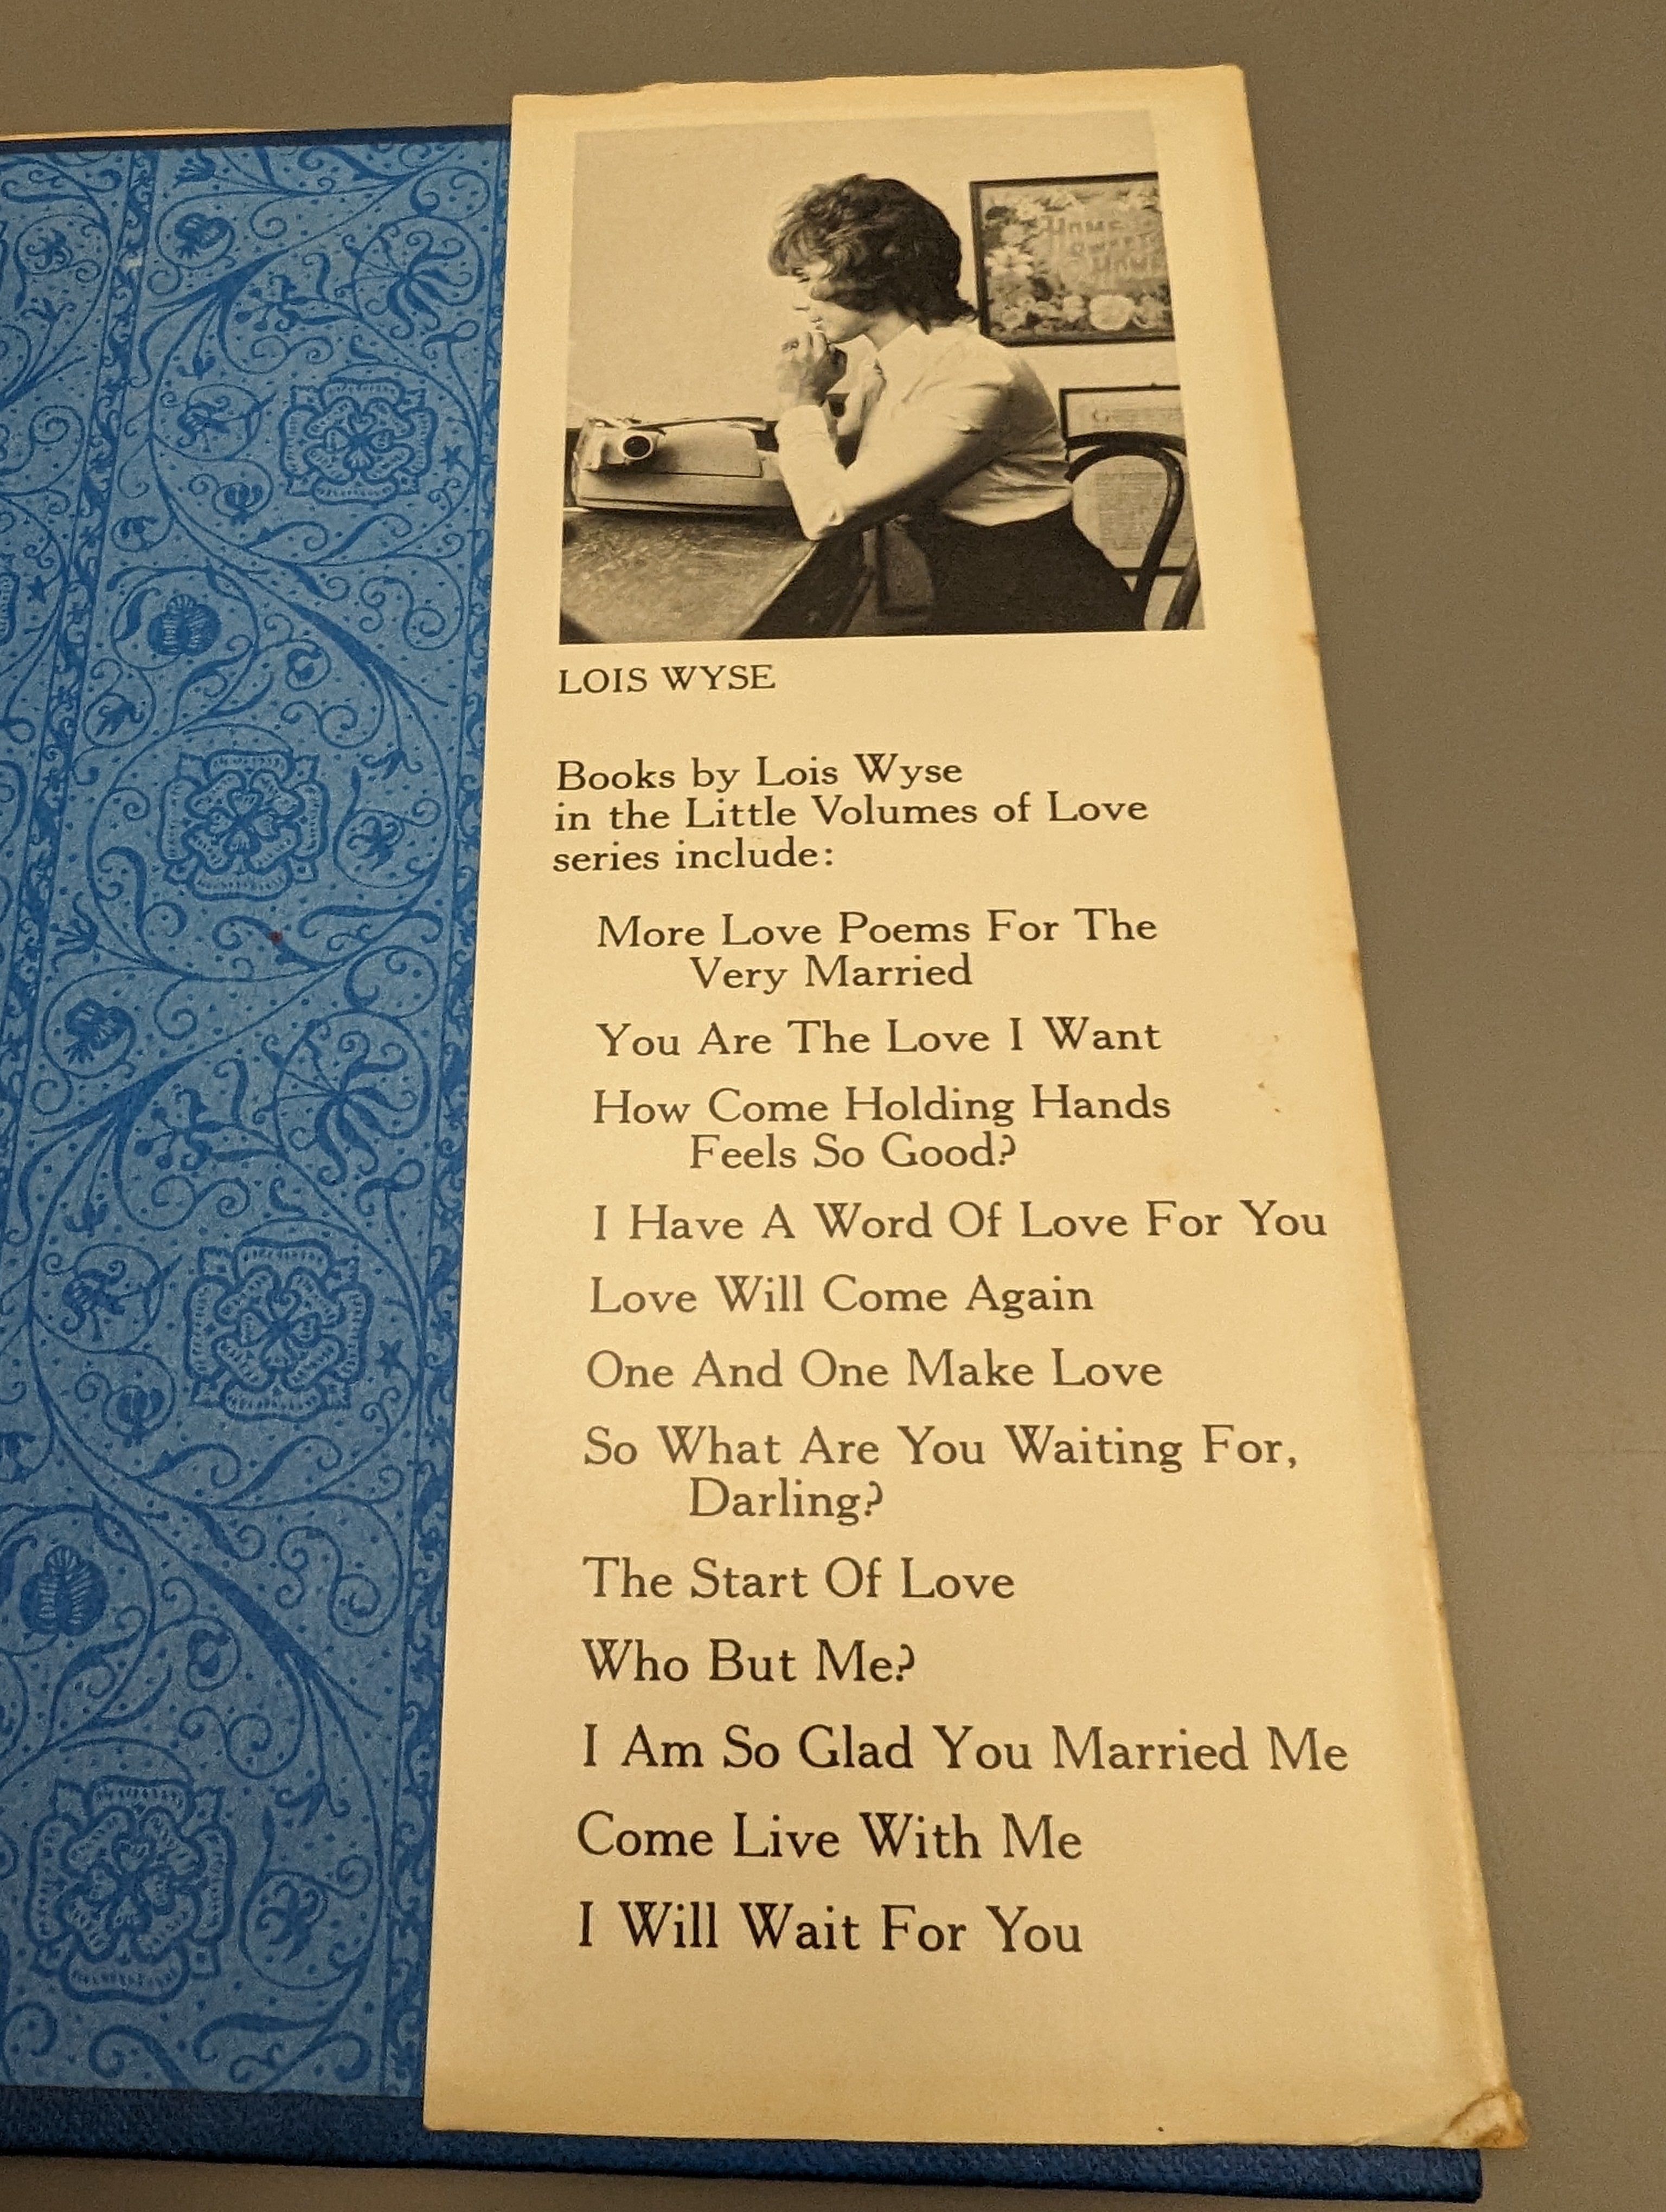 HOME
SWEET
HOME
LOIS WYSE
Books by Lois Wyse
in the Little Volumes of Love
series include:
More Love Poems For The
Very Married
You Are The Love I Want
How Come Holding Hands
Feels So Good?
I Have A Word Of Love For You
Love Will Come Again
One And One Make Love
So What Are You Waiting For,
Darling?
The Start Of Love
Who But Me?
I Am So Glad You Married Me
Come Live With Me
I Will Wait For You